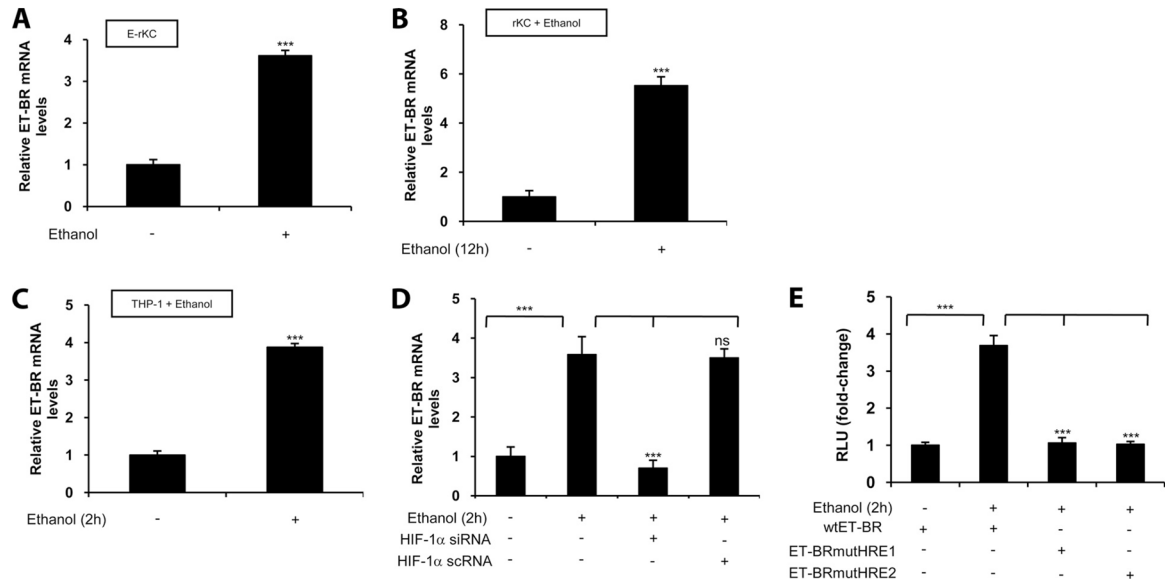 A
E-rKC
Relative ET-BR mRNA
levels
4
3
2
1
0
***
Ethanol - +
B
rKC + Ethanol
Relative ET-BR mRNA
levels
8
6
4
2
0
***
Ethanol (12h) - +
C
THP-1 + Ethanol
Relative ET-BR mRNA
levels
5
4
3
2
1
0
***
Ethanol (2h) - +
D
Relative ET-BR mRNA
levels
5
4
3
2
1
0
***
***
ns
Ethanol (2h) - + + +
HIF-1α siRNA - - + -
HIF-1α scRNA - - - +
E
RLU (fold-change)
5
4
3
2
1
0
***
***
***
Ethanol (2h) - + + +
wtET-BR + + - -
ET-BRmutHRE1 - - + -
ET-BRmutHRE2 - - - +